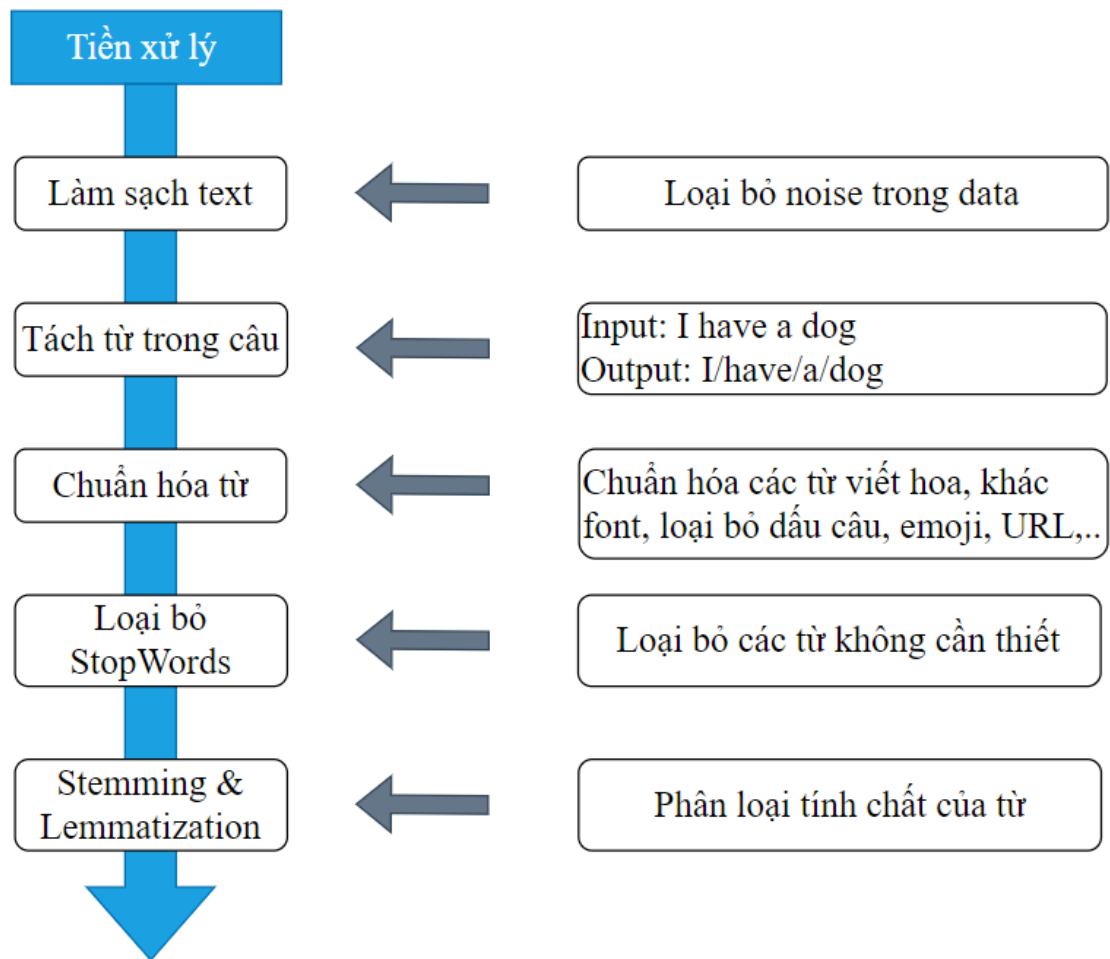 Tiền xử lý
Làm sạch text
Loại bỏ noise trong data
Tách từ trong câu
Input: I have a dog
Output: I/have/a/dog
Chuẩn hóa từ
Chuẩn hóa các từ viết hoa, khác
font, loại bỏ dấu câu, emoji, URL,..
Loại bỏ
StopWords
Loại bỏ các từ không cần thiết
Stemming &
Lemmatization
Phân loại tính chất của từ